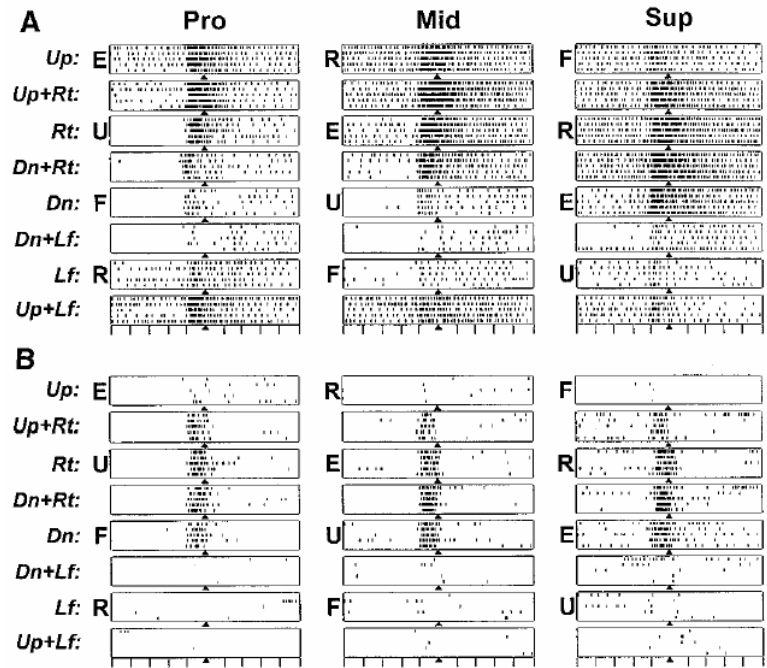 A Pro Mid Sup
Up: E R F
Up+Rt:
Rt: U E R
Dn+Rt:
Dn: F U E
Dn+Lf:
Lf: R F U
Up+Lf:
B
Up: E R F
Up+Rt:
Rt: U E R
Dn+Rt:
Dn: F U E
Dn+Lf:
Lf: R F U
Up+Lf: